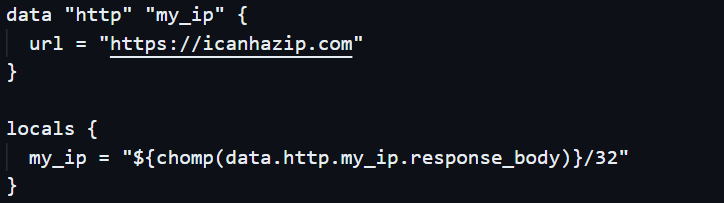 data "http" "my_ip" {
  url = "https://icanhazip.com"
}

locals {
  my_ip = "${chomp(data.http.my_ip.response_body)}/32"
}